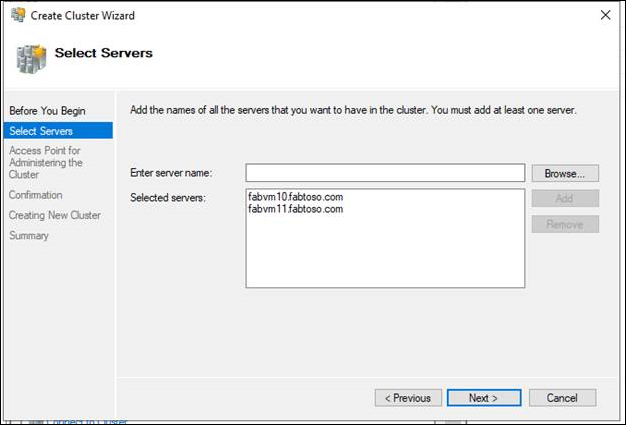 Create Cluster Wizard
Select Servers
Before You Begin
Select Servers
Access Point for
Administering the
Cluster
Confirmation
Creating New Cluster
Summary
Add the names of all the servers that you want to have in the cluster. You must add at least one server.
Enter server name:
Browse...
Selected servers:
fabvm10.fabtoso.com
fabvm11.fabtoso.com
Add
Remove
< Previous
Next >
Cancel
Connect to Cluster